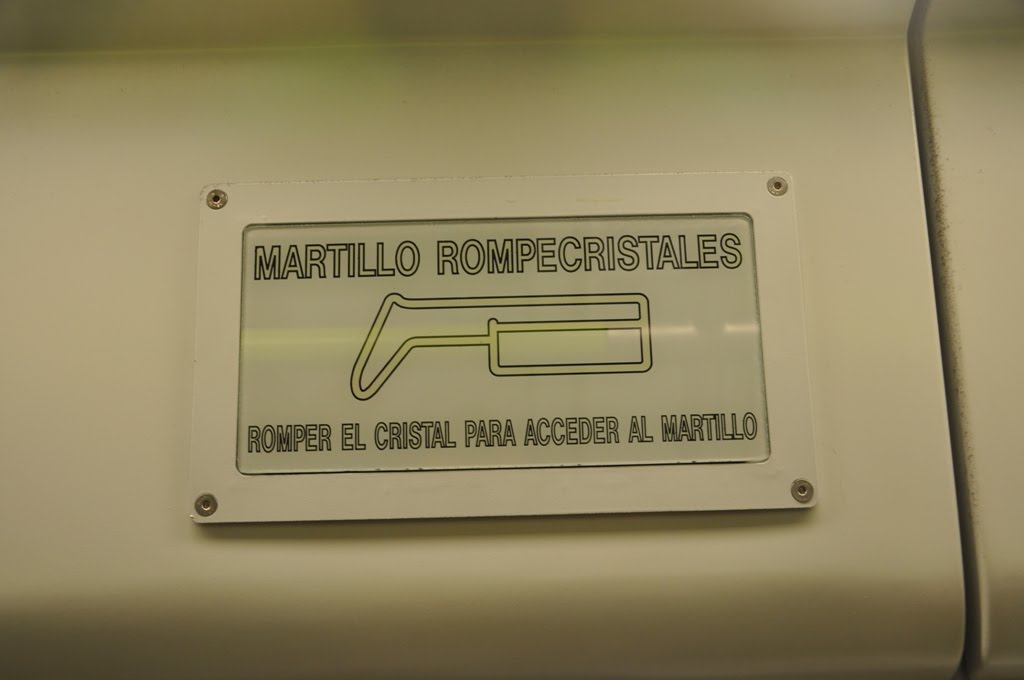 MARTILLO ROMPECRISTALES
ROMPER EL CRISTAL PARA ACCEDER AL MARTILLO